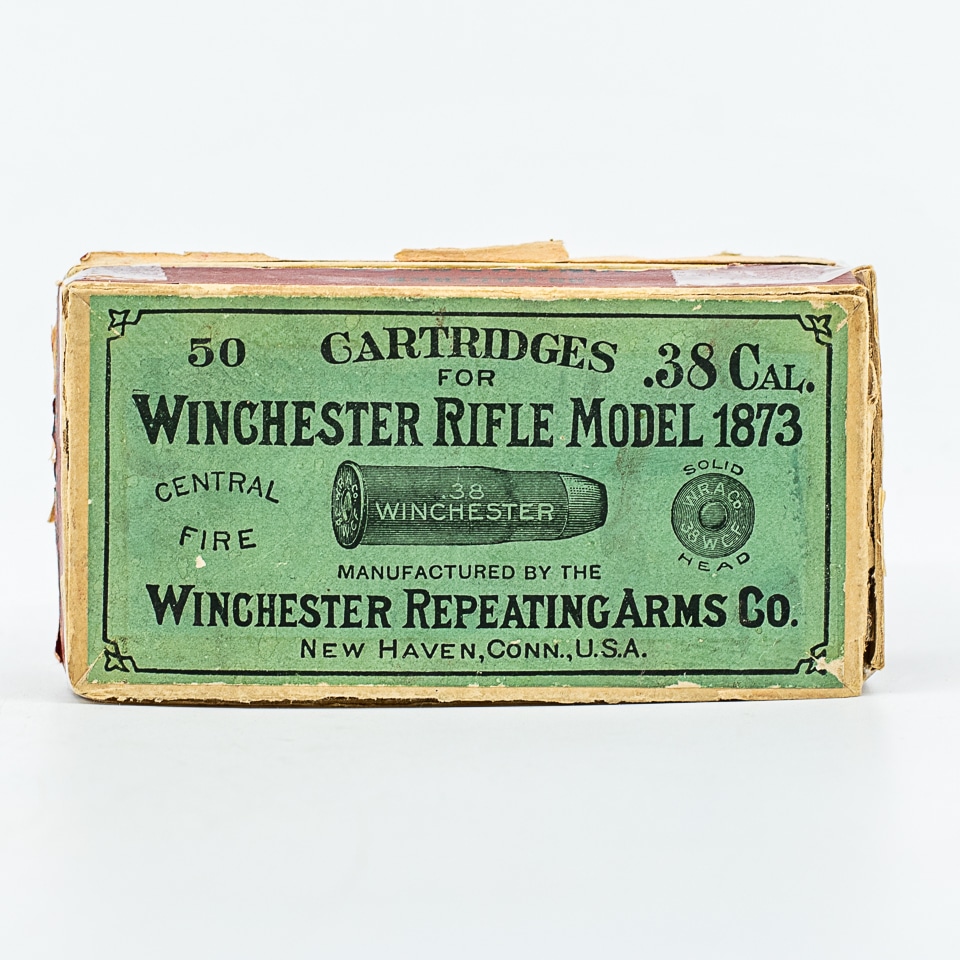 50 CARTRIDGES .38 CAL.
FOR
WINCHESTER RIFLE MODEL 1873
CENTRAL
FIRE
.38
WINCHESTER
SOLID
W.R.A.Co.
38 W.C.F.
HEAD
MANUFACTURED BY THE
WINCHESTER REPEATING ARMS CO.
NEW HAVEN, CONN., U.S.A.